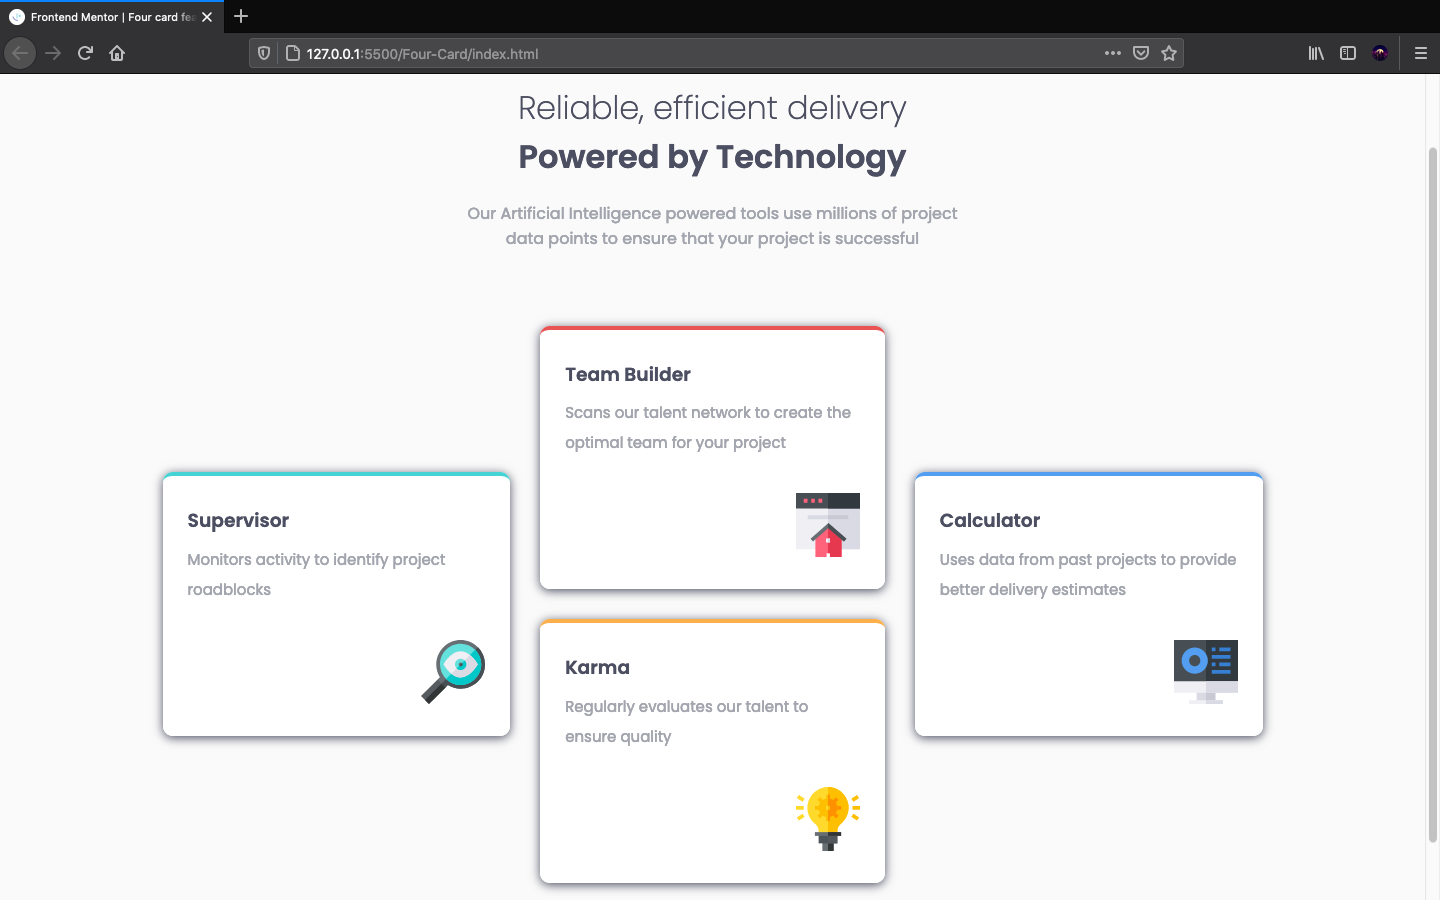 Frontend Mentor | Four card fea
127.0.0.1:5500/Four-Card/index.html
Reliable, efficient delivery
Powered by Technology
Our Artificial Intelligence powered tools use millions of project
data points to ensure that your project is successful
Team Builder
Scans our talent network to create the
optimal team for your project
Supervisor
Monitors activity to identify project
roadblocks
Calculator
Uses data from past projects to provide
better delivery estimates
Karma
Regularly evaluates our talent to
ensure quality